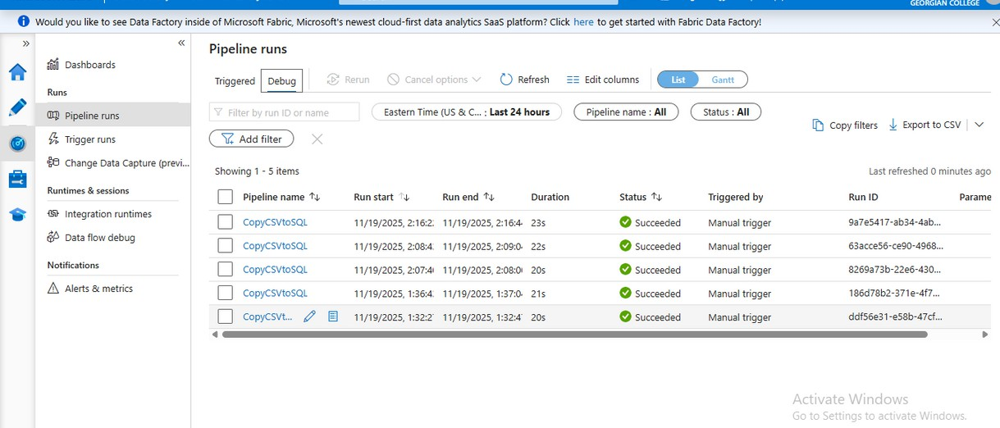 GEORGIAN COLLEGE
Would you like to see Data Factory inside of Microsoft Fabric, Microsoft's newest cloud-first data analytics SaaS platform? Click here to get started with Fabric Data Factory!
Dashboards
Runs
Pipeline runs
Trigger runs
Change Data Capture (previ...
Runtimes & sessions
Integration runtimes
Data flow debug
Notifications
Alerts & metrics
Pipeline runs
Triggered Debug Rerun Cancel options Refresh Edit columns List Gantt
Filter by run ID or name Eastern Time (US & C... : Last 24 hours Pipeline name : All Status : All
Copy filters Export to CSV
Add filter
Showing 1 - 5 items Last refreshed 0 minutes ago
Pipeline name Run start Run end Duration Status Triggered by Run ID Parame
CopyCSVtoSQL 11/19/2025, 2:16:2 11/19/2025, 2:16:4 23s Succeeded Manual trigger 9a7e5417-ab34-4ab...
CopyCSVtoSQL 11/19/2025, 2:08:4 11/19/2025, 2:09:0 22s Succeeded Manual trigger 63acce56-ce90-4968...
CopyCSVtoSQL 11/19/2025, 2:07:4 11/19/2025, 2:08:0 20s Succeeded Manual trigger 8269a73b-22e6-430...
CopyCSVtoSQL 11/19/2025, 1:36:4 11/19/2025, 1:37:0 21s Succeeded Manual trigger 186d78b2-371e-4f7...
CopyCSVt... 11/19/2025, 1:32:2 11/19/2025, 1:32:4 20s Succeeded Manual trigger ddf56e31-e58b-47cf...
Activate Windows
Go to Settings to activate Windows.